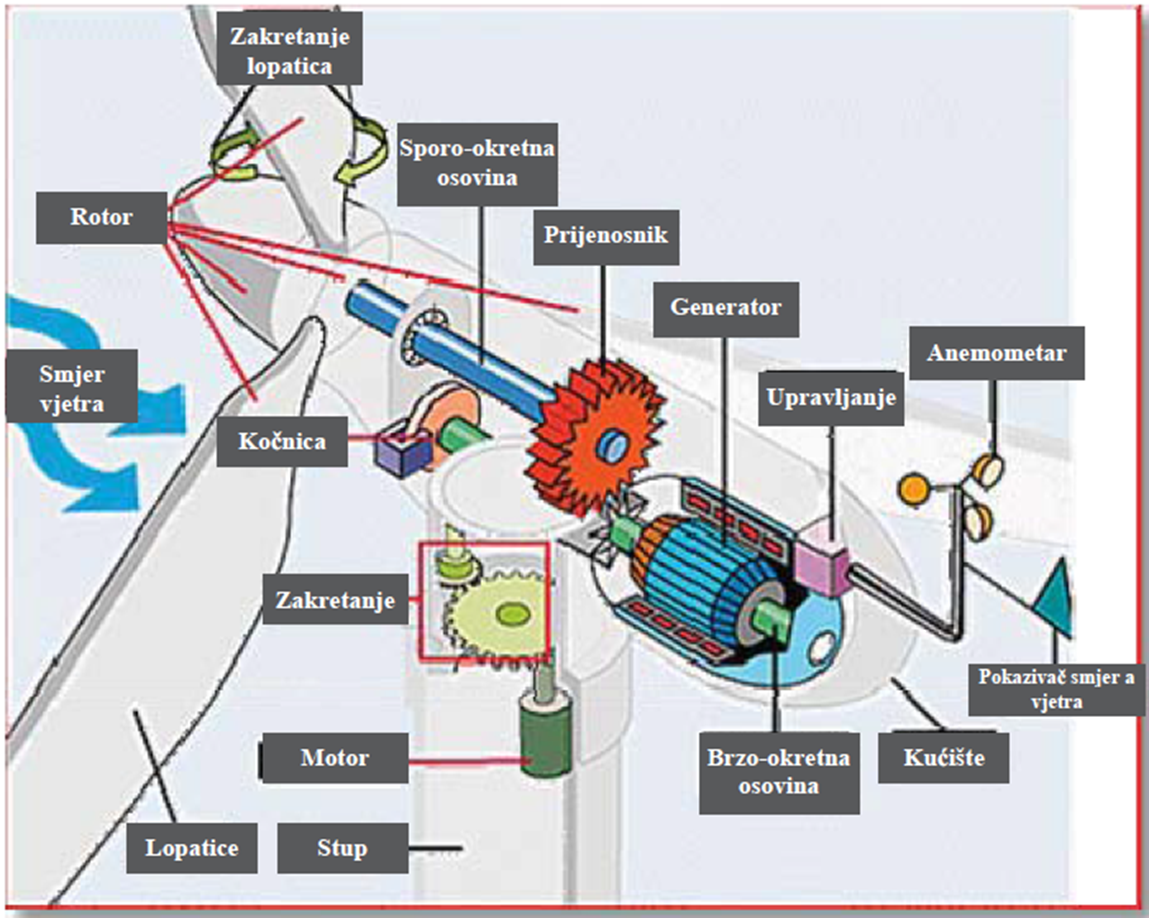 Zakretanje
lopatica
Sporo-okretna
osovina
Rotor
Prijenosnik
Generator
Anemometar
Smjer
vjetra
Upravljanje
Kočnica
Zakretanje
Pokazivač smjer a
vjetra
Motor
Brzo-okretna
osovina
Kućište
Lopatice
Stup